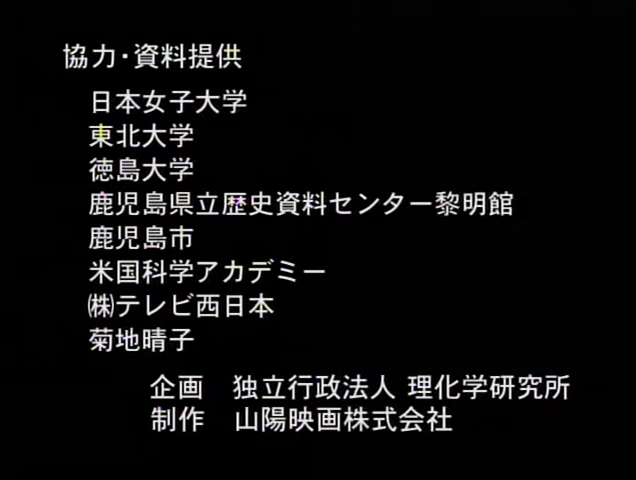 協力・資料提供
日本女子大学
東北大学
徳島大学
鹿児島県立歴史資料センター黎明館
鹿児島市
米国科学アカデミー
㈱テレビ西日本
菊地晴子
企画　独立行政法人 理化学研究所
制作　山陽映画株式会社